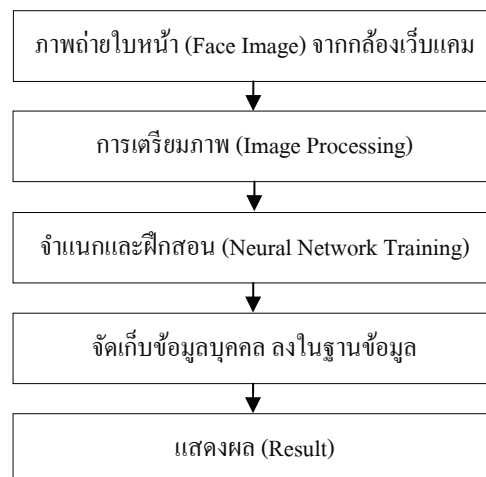 ภาพถ่ายใบหน้า (Face Image) จากกล้องเว็บแคม
การเตรียมภาพ (Image Processing)
จำแนกและฝึกสอน (Neural Network Training)
จัดเก็บข้อมูลบุคคล ลงในฐานข้อมูล
แสดงผล (Result)